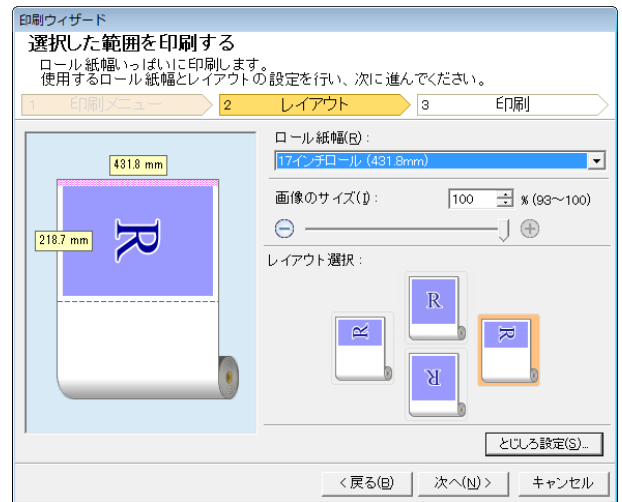 印刷ウィザード
選択した範囲を印刷する
ロール紙幅いっぱいに印刷します。
使用するロール紙幅とレイアウトの設定を行い、次に進んでください。
1 印刷メニュー 2 レイアウト 3 印刷
ロール紙幅(R):
17インチロール (431.8mm)
431.8 mm
画像のサイズ(I): 100 % (93～100)
218.7 mm
R
レイアウト選択:
R
R
R
R
とじしろ設定(S)...
< 戻る(B) 次へ(N) > キャンセル